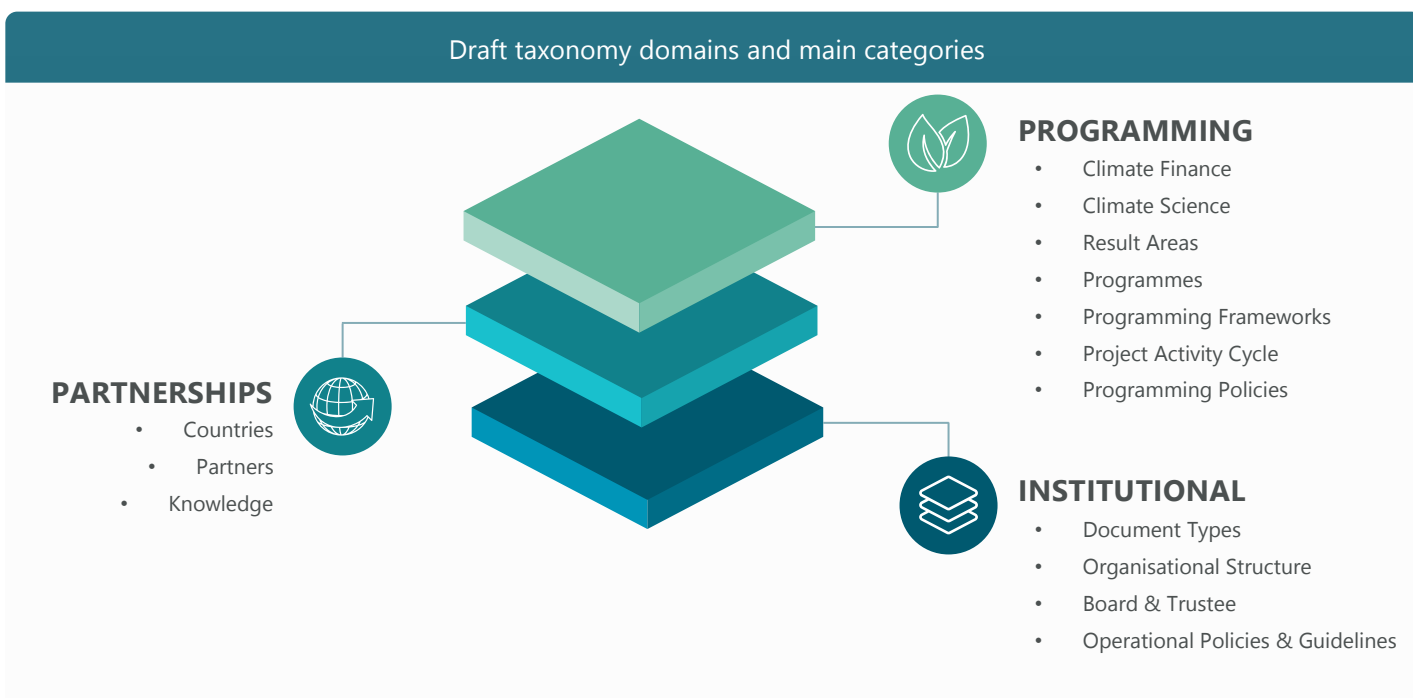 Draft taxonomy domains and main categories
PROGRAMMING
• Climate Finance
• Climate Science
• Result Areas
• Programmes
• Programming Frameworks
• Project Activity Cycle
• Programming Policies
PARTNERSHIPS
• Countries
• Partners
• Knowledge
INSTITUTIONAL
• Document Types
• Organisational Structure
• Board & Trustee
• Operational Policies & Guidelines